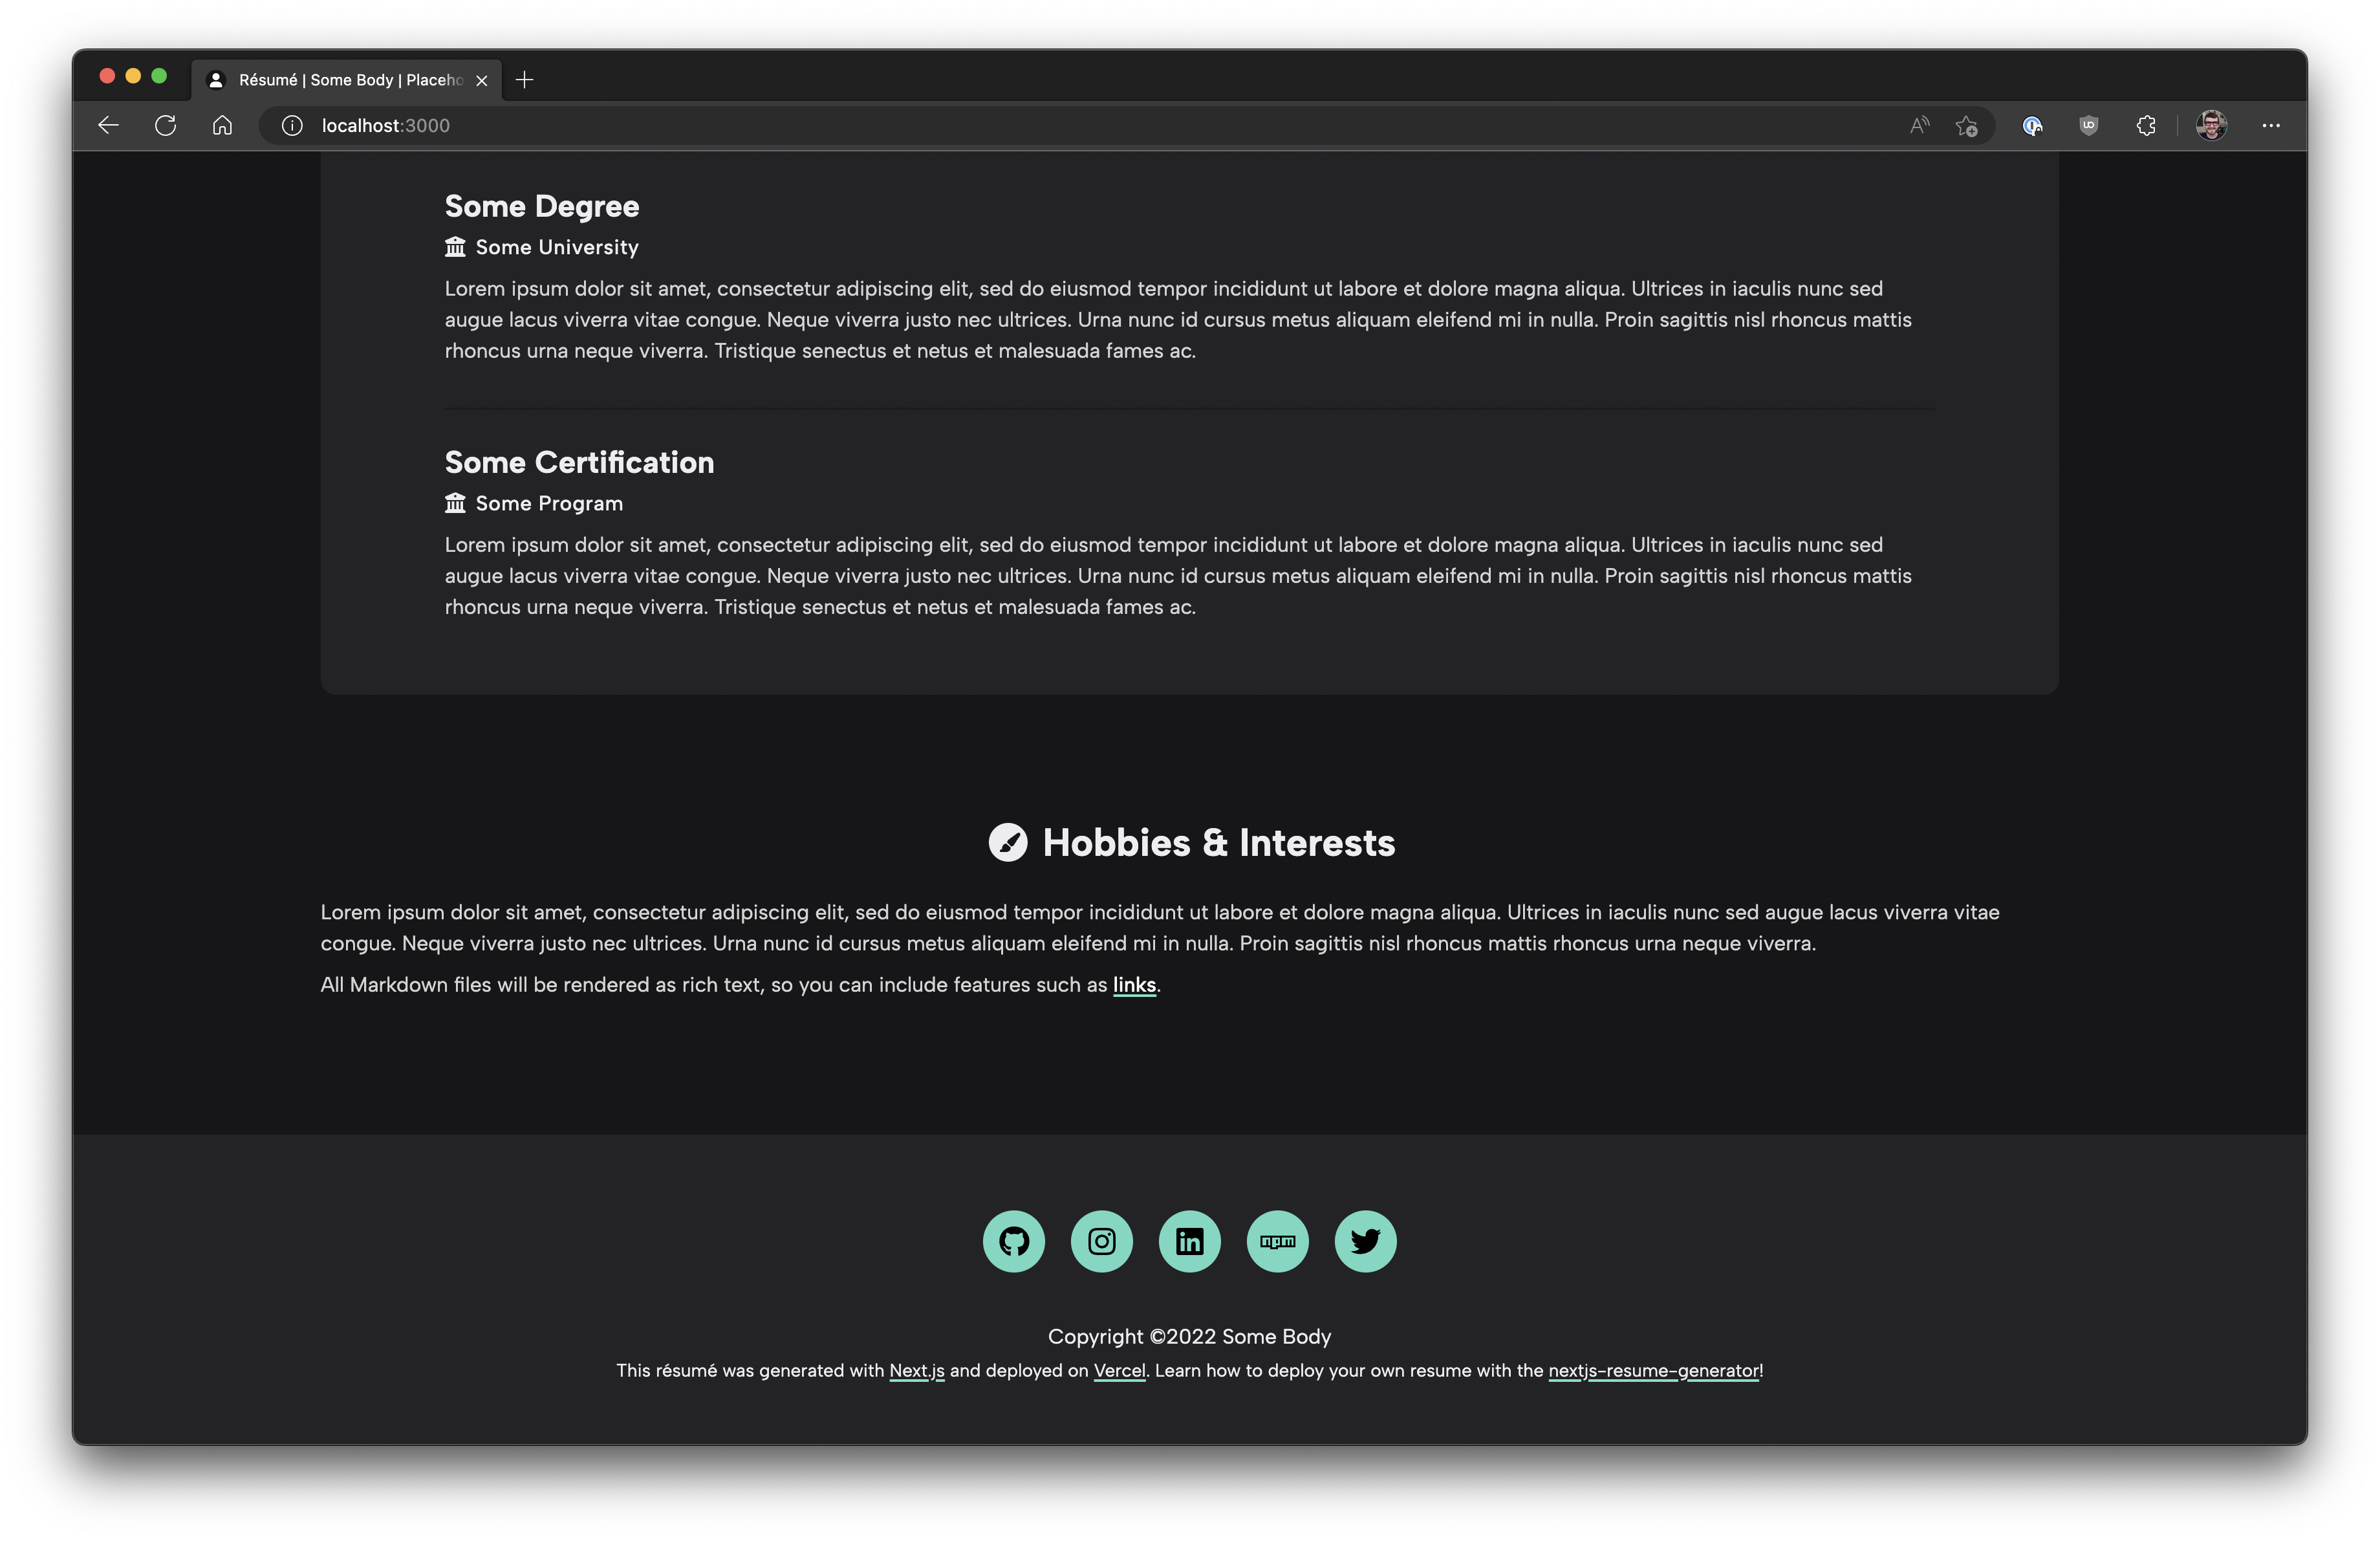 Résumé | Some Body | Placeho
localhost:3000
Some Degree
Some University
Lorem ipsum dolor sit amet, consectetur adipiscing elit, sed do eiusmod tempor incididunt ut labore et dolore magna aliqua. Ultrices in iaculis nunc sed
augue lacus viverra vitae congue. Neque viverra justo nec ultrices. Urna nunc id cursus metus aliquam eleifend mi in nulla. Proin sagittis nisl rhoncus mattis
rhoncus urna neque viverra. Tristique senectus et netus et malesuada fames ac.
Some Certification
Some Program
Lorem ipsum dolor sit amet, consectetur adipiscing elit, sed do eiusmod tempor incididunt ut labore et dolore magna aliqua. Ultrices in iaculis nunc sed
augue lacus viverra vitae congue. Neque viverra justo nec ultrices. Urna nunc id cursus metus aliquam eleifend mi in nulla. Proin sagittis nisl rhoncus mattis
rhoncus urna neque viverra. Tristique senectus et netus et malesuada fames ac.
Hobbies & Interests
Lorem ipsum dolor sit amet, consectetur adipiscing elit, sed do eiusmod tempor incididunt ut labore et dolore magna aliqua. Ultrices in iaculis nunc sed augue lacus viverra vitae
congue. Neque viverra justo nec ultrices. Urna nunc id cursus metus aliquam eleifend mi in nulla. Proin sagittis nisl rhoncus mattis rhoncus urna neque viverra.
All Markdown files will be rendered as rich text, so you can include features such as links.
in
npm
Copyright ©2022 Some Body
This résumé was generated with Next.js and deployed on Vercel. Learn how to deploy your own resume with the nextjs-resume-generator!